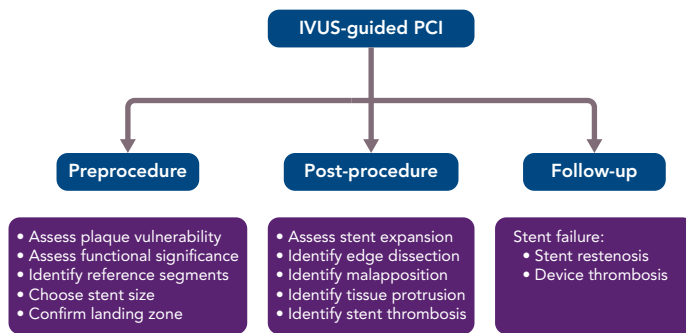 IVUS-guided PCI
Preprocedure
Post-procedure
Follow-up
• Assess plaque vulnerability
• Assess functional significance
• Identify reference segments
• Choose stent size
• Confirm landing zone
• Assess stent expansion
• Identify edge dissection
• Identify malapposition
• Identify tissue protrusion
• Identify stent thrombosis
Stent failure:
• Stent restenosis
• Device thrombosis